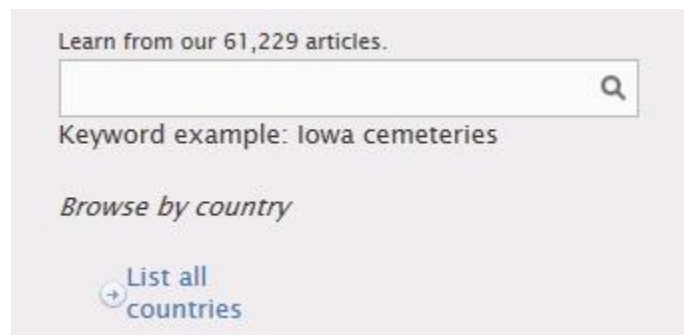 Learn from our 61,229 articles.
Keyword example: Iowa cemeteries
Browse by country
List all
countries